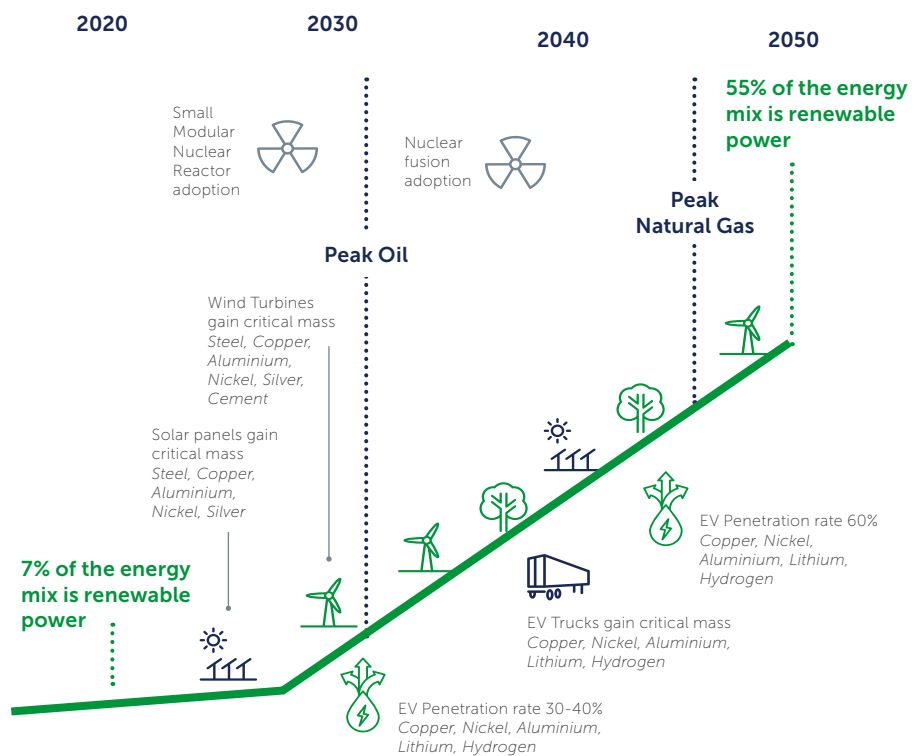 2020
2030
2040
2050
55% of the energy
mix is renewable
power
Small
Modular
Nuclear
Reactor
adoption
Nuclear
fusion
adoption
Peak
Natural Gas
Peak Oil
Wind Turbines
gain critical mass
Steel, Copper,
Aluminium,
Nickel, Silver,
Cement
Solar panels gain
critical mass
Steel, Copper,
Aluminium,
Nickel, Silver
7% of the energy
mix is renewable
power
EV Penetration rate 60%
Copper, Nickel,
Aluminium, Lithium,
Hydrogen
EV Trucks gain critical mass
Copper, Nickel, Aluminium,
Lithium, Hydrogen
EV Penetration rate 30-40%
Copper, Nickel, Aluminium,
Lithium, Hydrogen